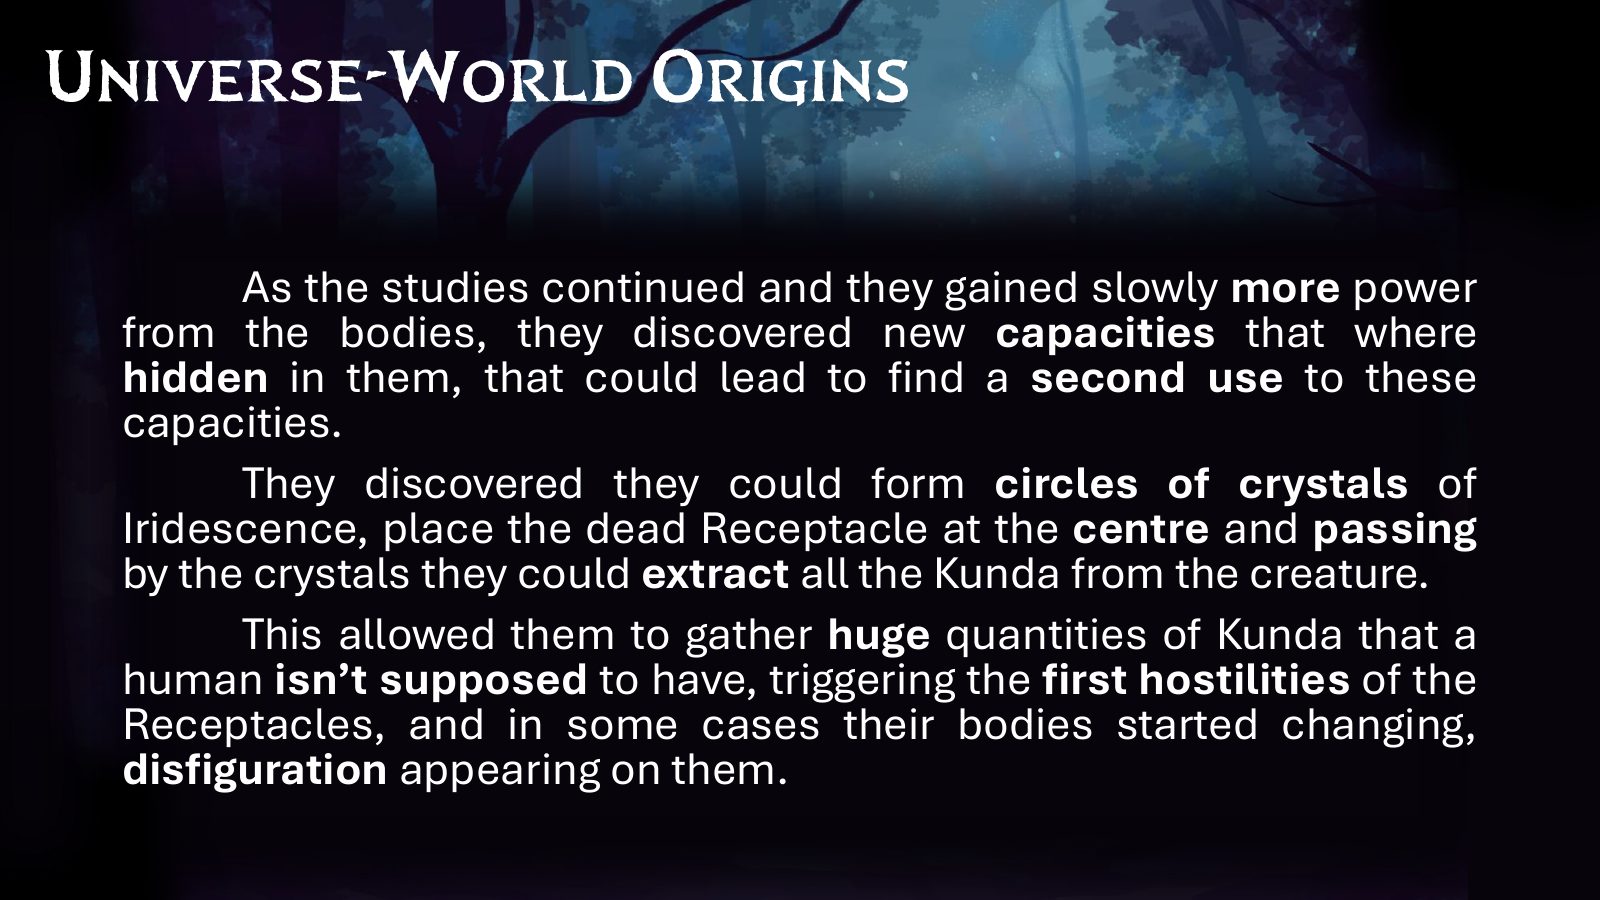 Universe-World Origins
As the studies continued and they gained slowly more power
from the bodies, they discovered new capacities that where
hidden in them, that could lead to find a second use to these
capacities.
They discovered they could form circles of crystals of
Iridescence, place the dead Receptacle at the centre and passing
by the crystals they could extract all the Kunda from the creature.
This allowed them to gather huge quantities of Kunda that a
human isn’t supposed to have, triggering the first hostilities of the
Receptacles, and in some cases their bodies started changing,
disfiguration appearing on them.